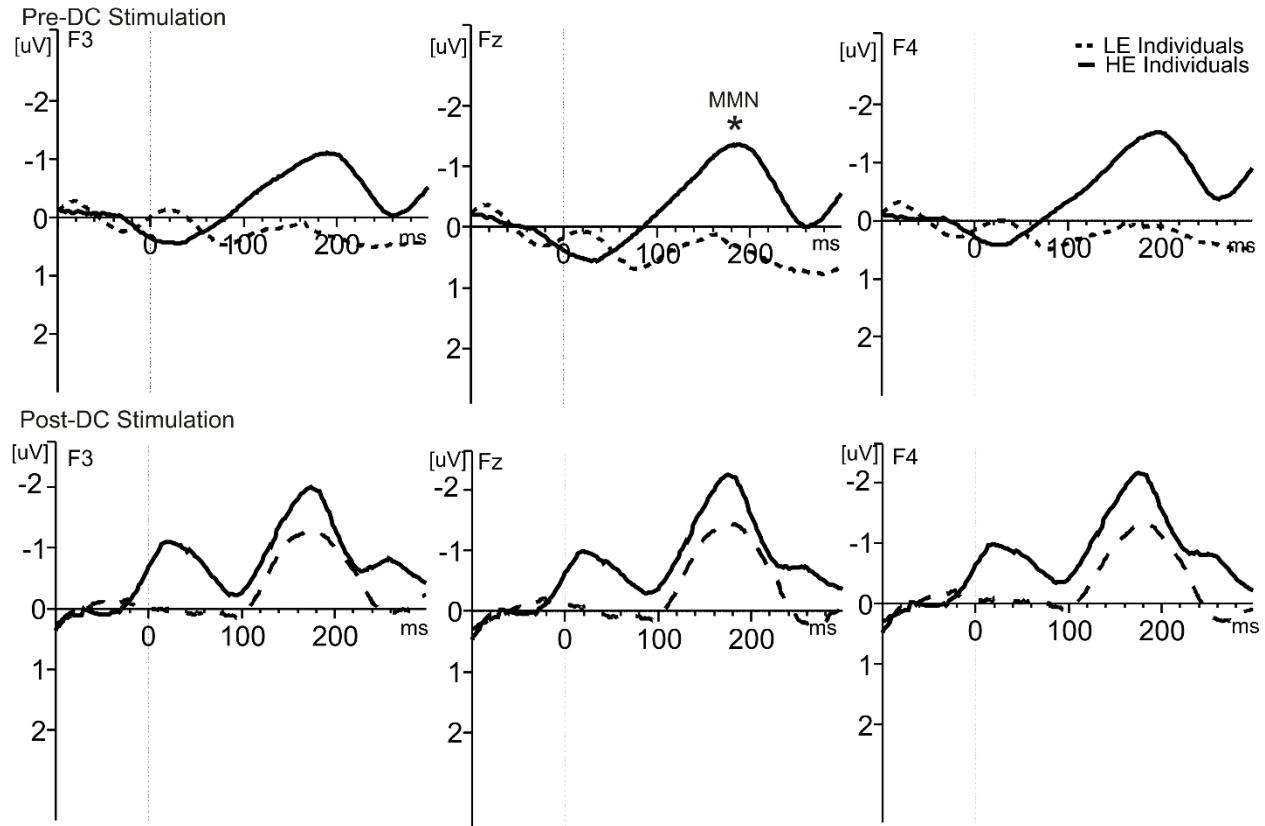 Pre-DC Stimulation
[uV] F3
-2
-1
0
1
2
0 100 200 ms
[uV] Fz
MMN
*
-2
-1
0
1
2
0 100 200 ms
[uV] F4
-2
-1
0
1
2
0 100 200 ms
LE Individuals
HE Individuals
Post-DC Stimulation
[uV] F3
-2
-1
0
1
2
0 100 200 ms
[uV] Fz
-2
-1
0
1
2
0 100 200 ms
[uV] F4
-2
-1
0
1
2
0 100 200 ms